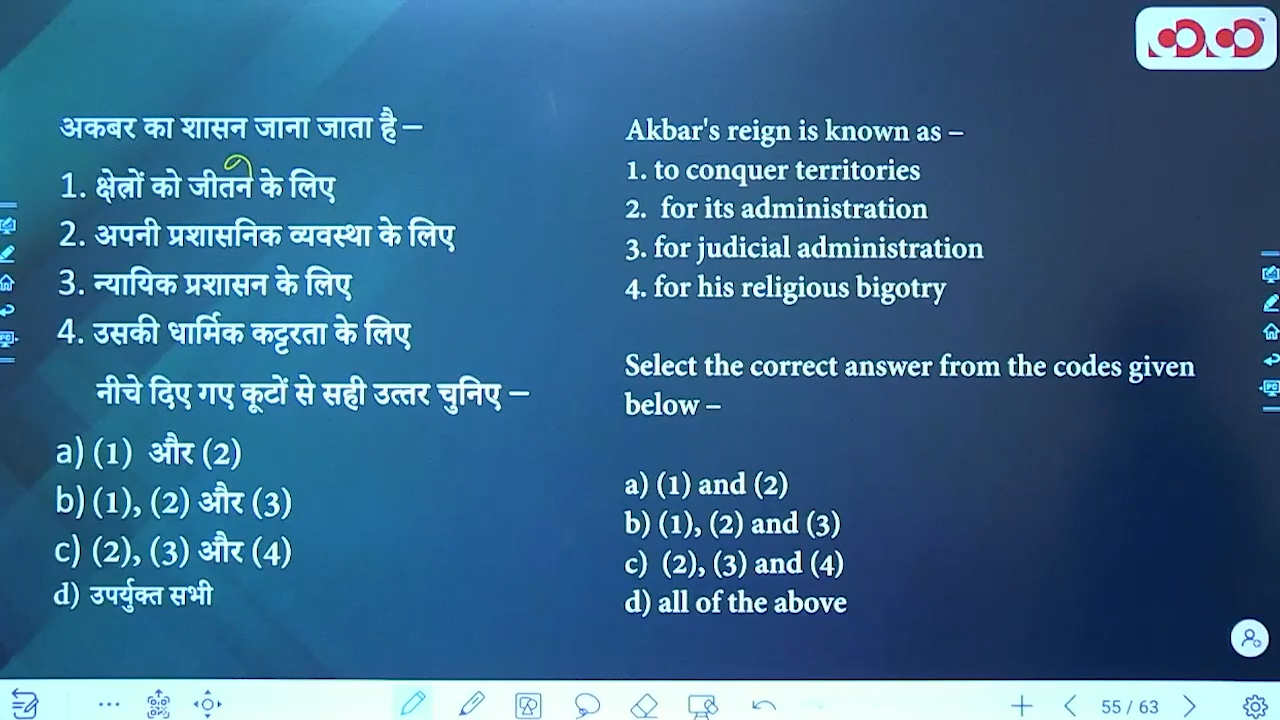 अकबर का शासन जाना जाता है –
1. क्षेत्रों को जीतने के लिए
2. अपनी प्रशासनिक व्यवस्था के लिए
3. न्यायिक प्रशासन के लिए
4. उसकी धार्मिक कट्टरता के लिए
नीचे दिए गए कूटों से सही उत्तर चुनिए –
a) (1) और (2)
b) (1), (2) और (3)
c) (2), (3) और (4)
d) उपर्युक्त सभी
Akbar's reign is known as –
1. to conquer territories
2. for its administration
3. for judicial administration
4. for his religious bigotry
Select the correct answer from the codes given
below –
a) (1) and (2)
b) (1), (2) and (3)
c) (2), (3) and (4)
d) all of the above
55 / 63